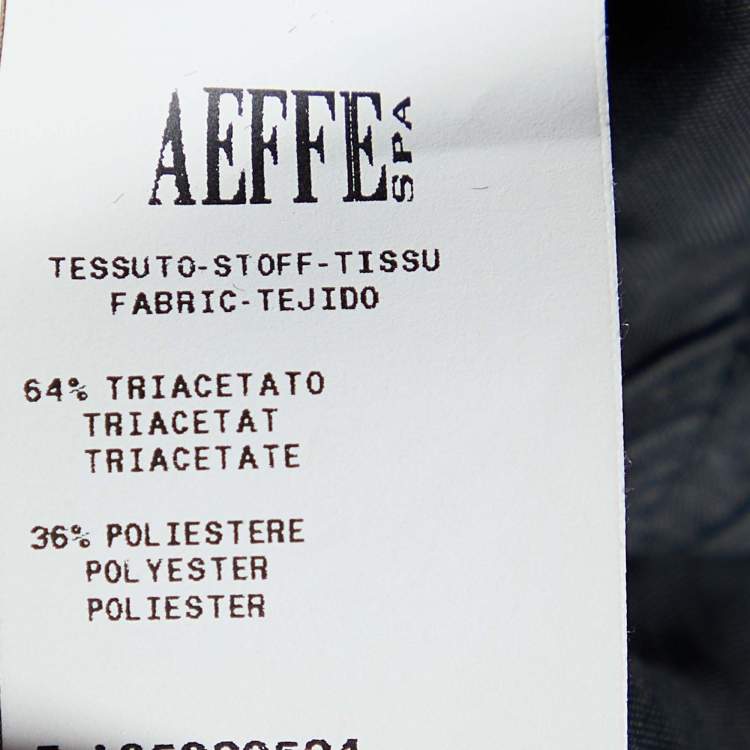 AEFFE SPA
TESSUTO-STOFF-TISSU
FABRIC-TEJIDO
64% TRIACETATO
TRIACETAT
TRIACETATE
36% POLIESTERE
POLYESTER
POLIESTER